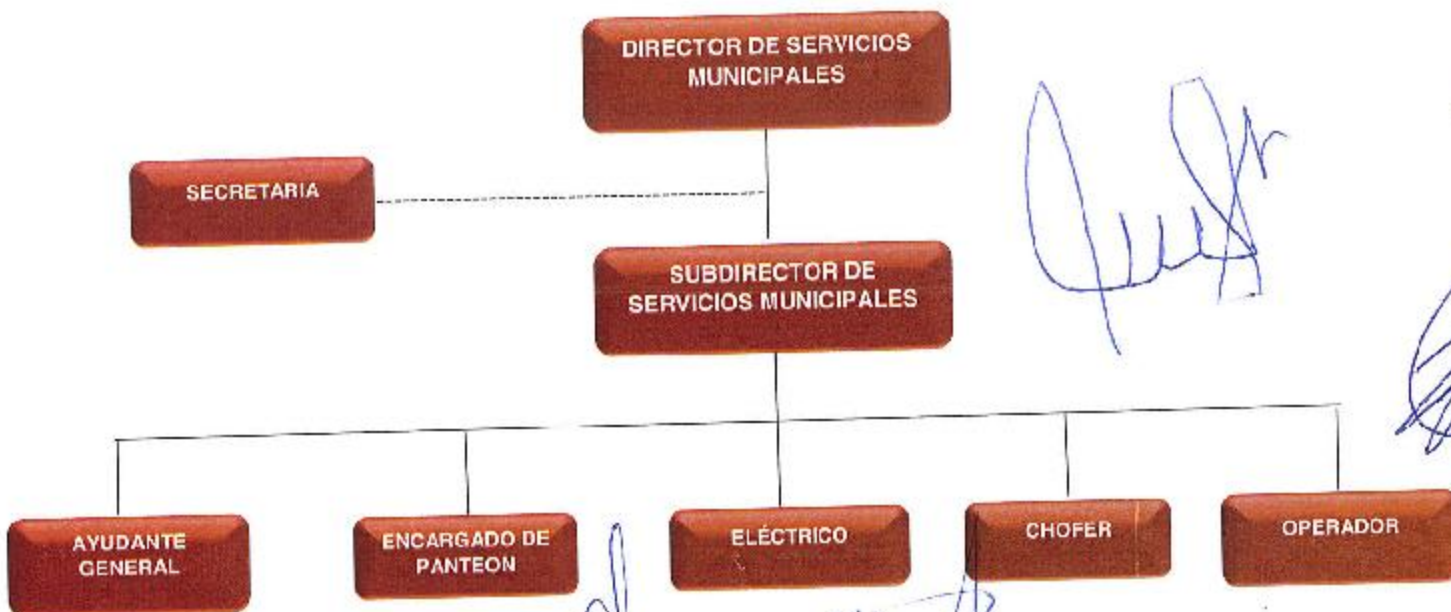 DIRECTOR DE SERVICIOS
MUNICIPALES
SECRETARIA
SUBDIRECTOR DE
SERVICIOS MUNICIPALES
AYUDANTE
GENERAL
ENCARGADO DE
PANTEON
ELÉCTRICO
CHOFER
OPERADOR